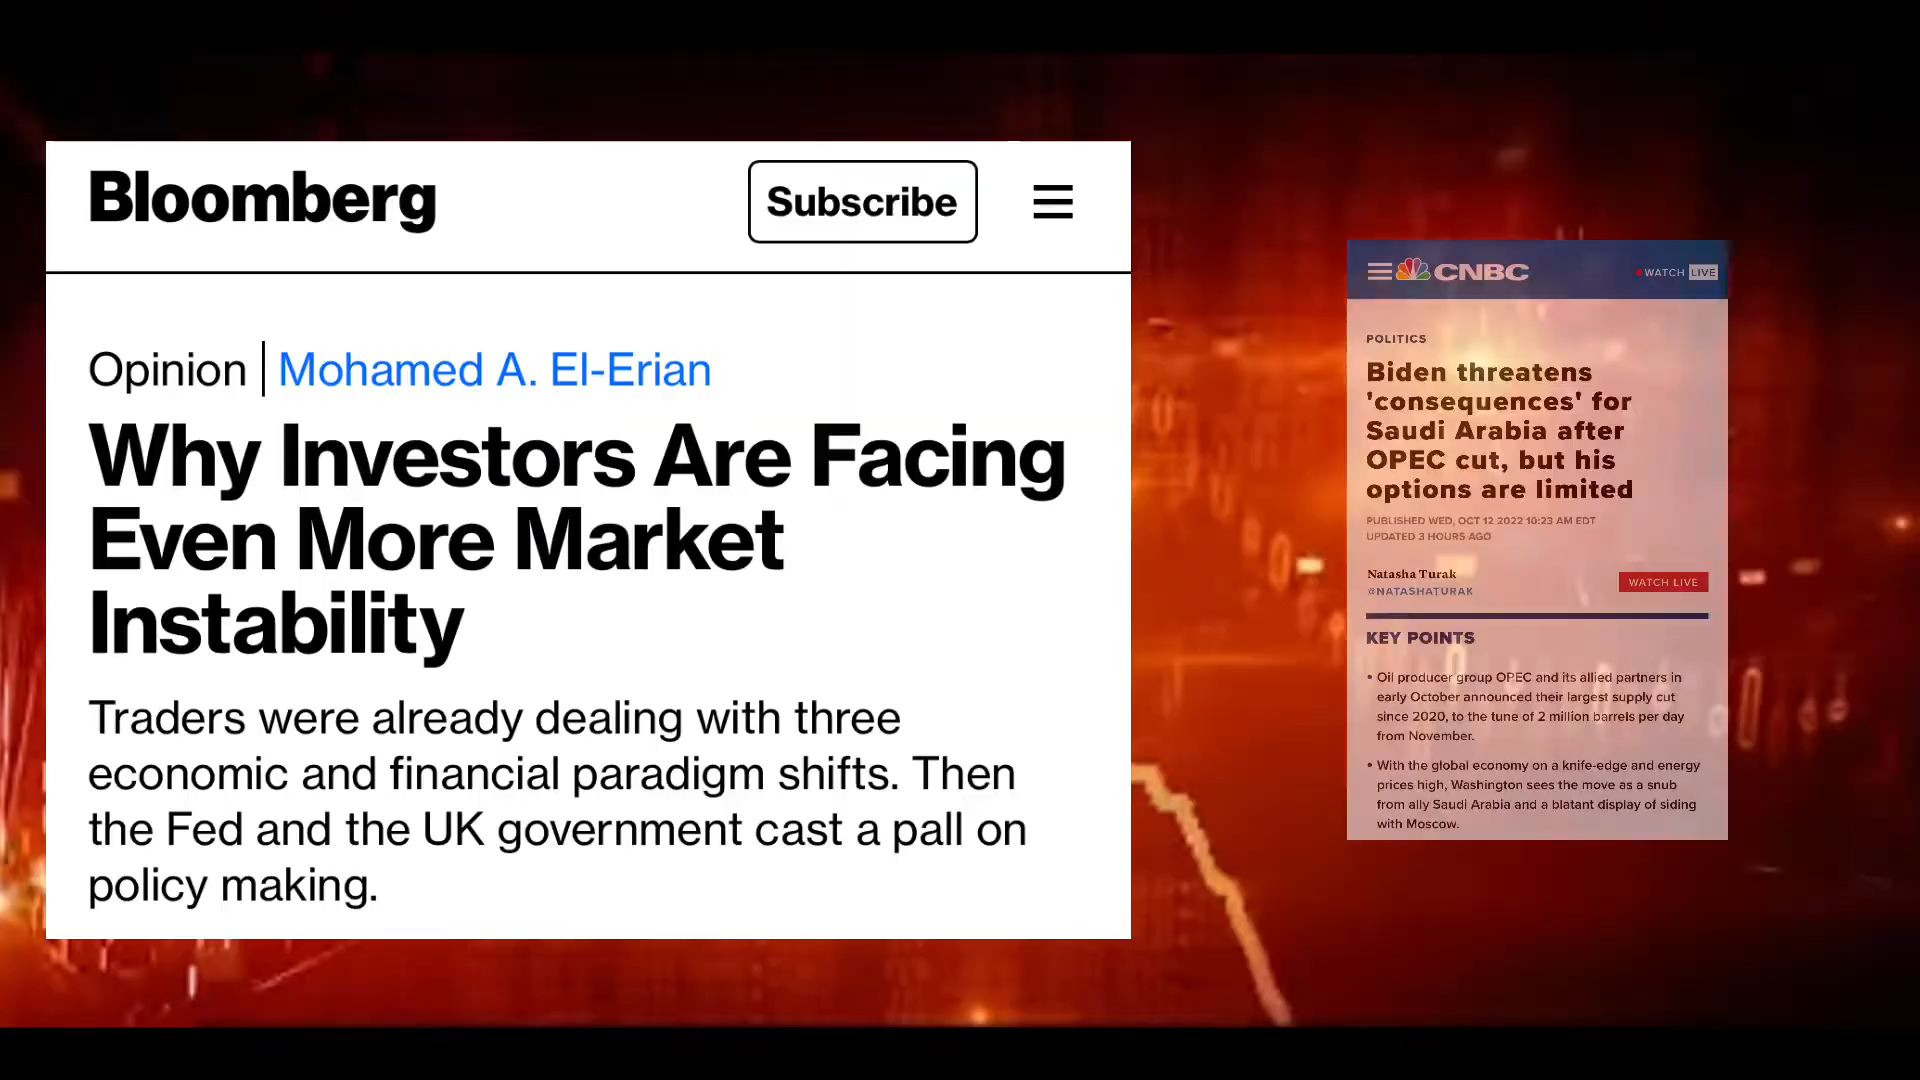 Bloomberg
Subscribe
Opinion | Mohamed A. El-Erian
Why Investors Are Facing
Even More Market
Instability
Traders were already dealing with three
economic and financial paradigm shifts. Then
the Fed and the UK government cast a pall on
policy making.
CNBC
WATCH LIVE
POLITICS
Biden threatens
'consequences' for
Saudi Arabia after
OPEC cut, but his
options are limited
PUBLISHED WED, OCT 12 2022 10:23 AM EDT
UPDATED 3 HOURS AGO
Natasha Turak
@NATASHATURAK
WATCH LIVE
KEY POINTS
• Oil producer group OPEC and its allied partners in
early October announced their largest supply cut
since 2020, to the tune of 2 million barrels per day
from November.
• With the global economy on a knife-edge and energy
prices high, Washington sees the move as a snub
from ally Saudi Arabia and a blatant display of siding
with Moscow.